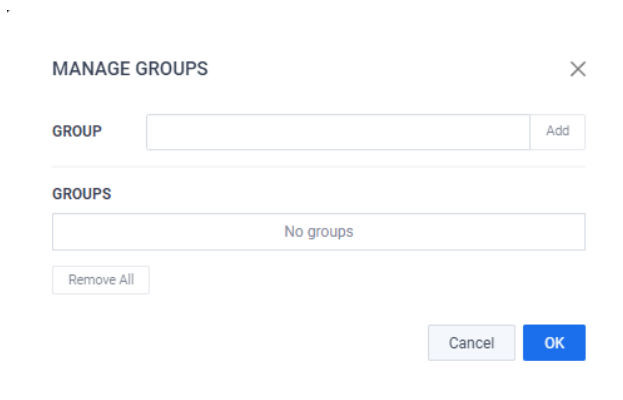 MANAGE GROUPS
GROUP
Add
GROUPS
No groups
Remove All
Cancel
OK